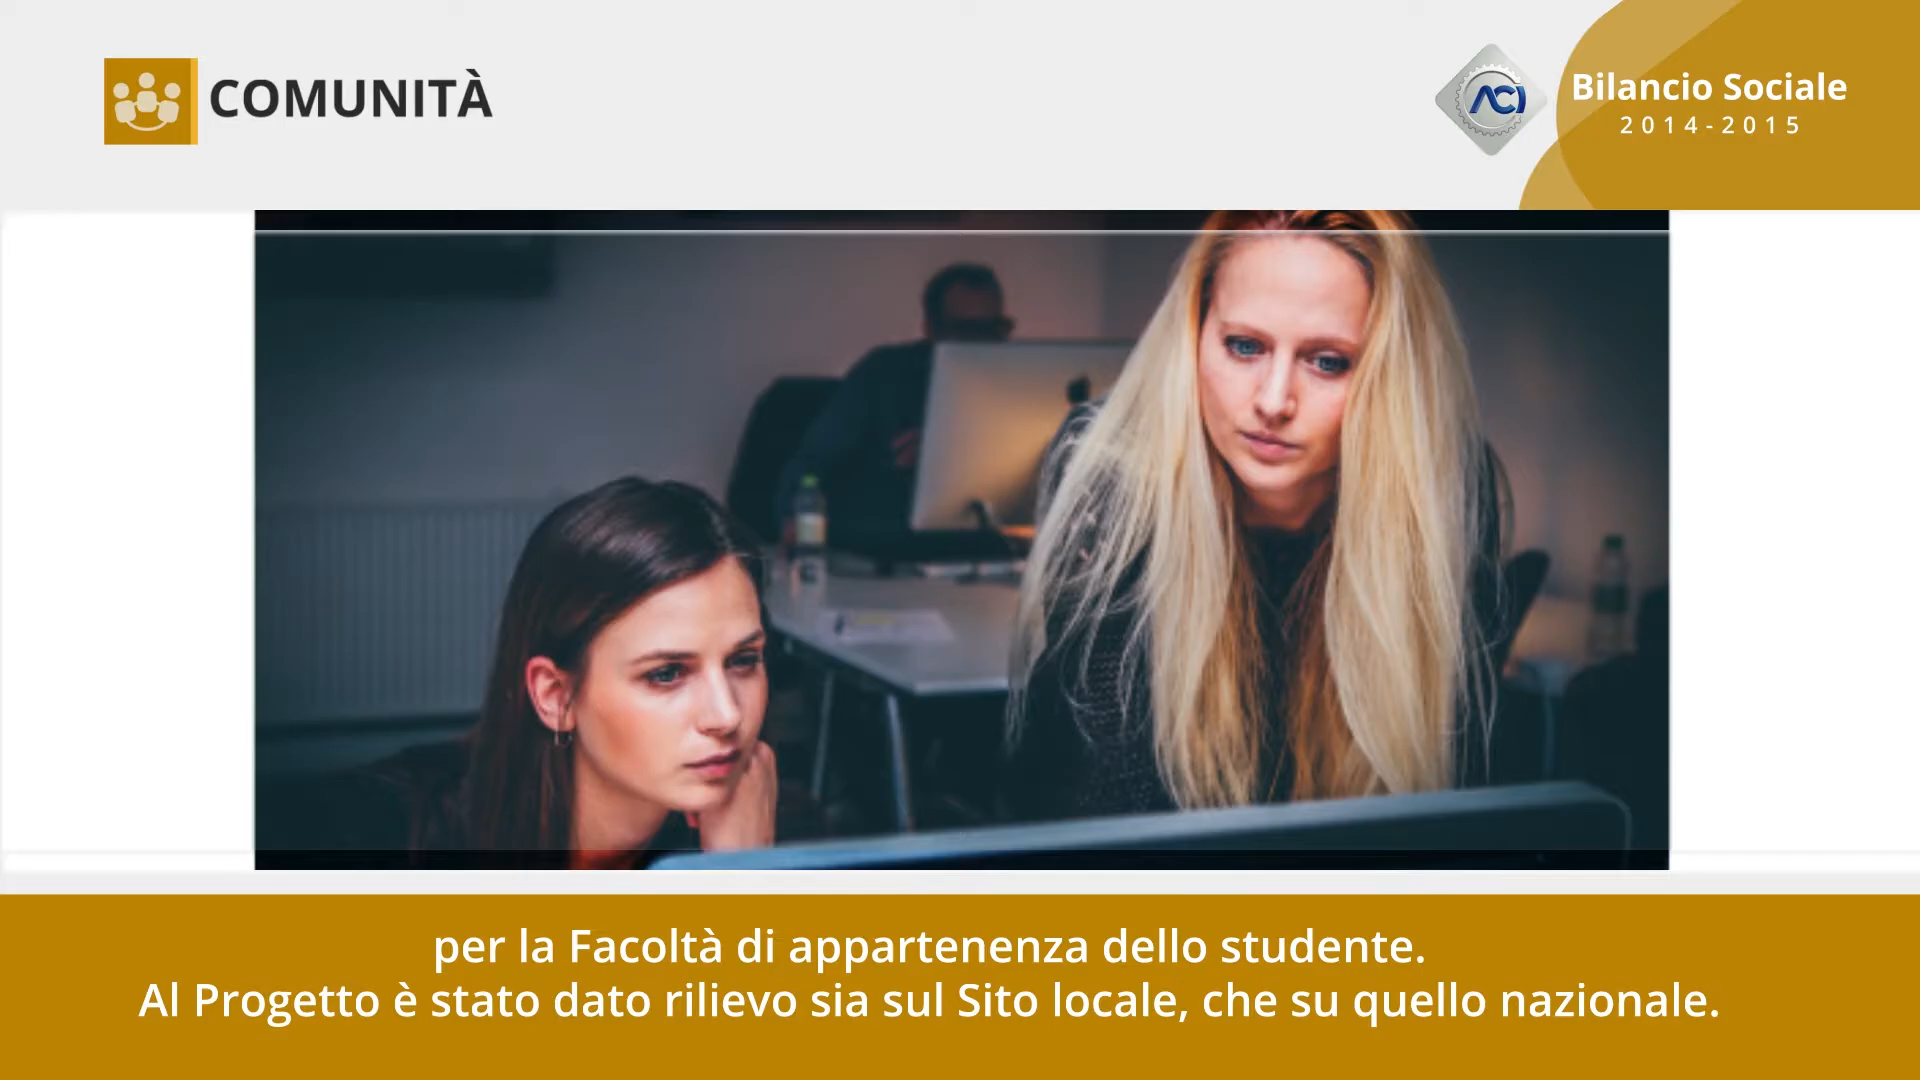 COMUNITÀ
ACI
Bilancio Sociale
2014-2015
per la Facoltà di appartenenza dello studente.
Al Progetto è stato dato rilievo sia sul Sito locale, che su quello nazionale.